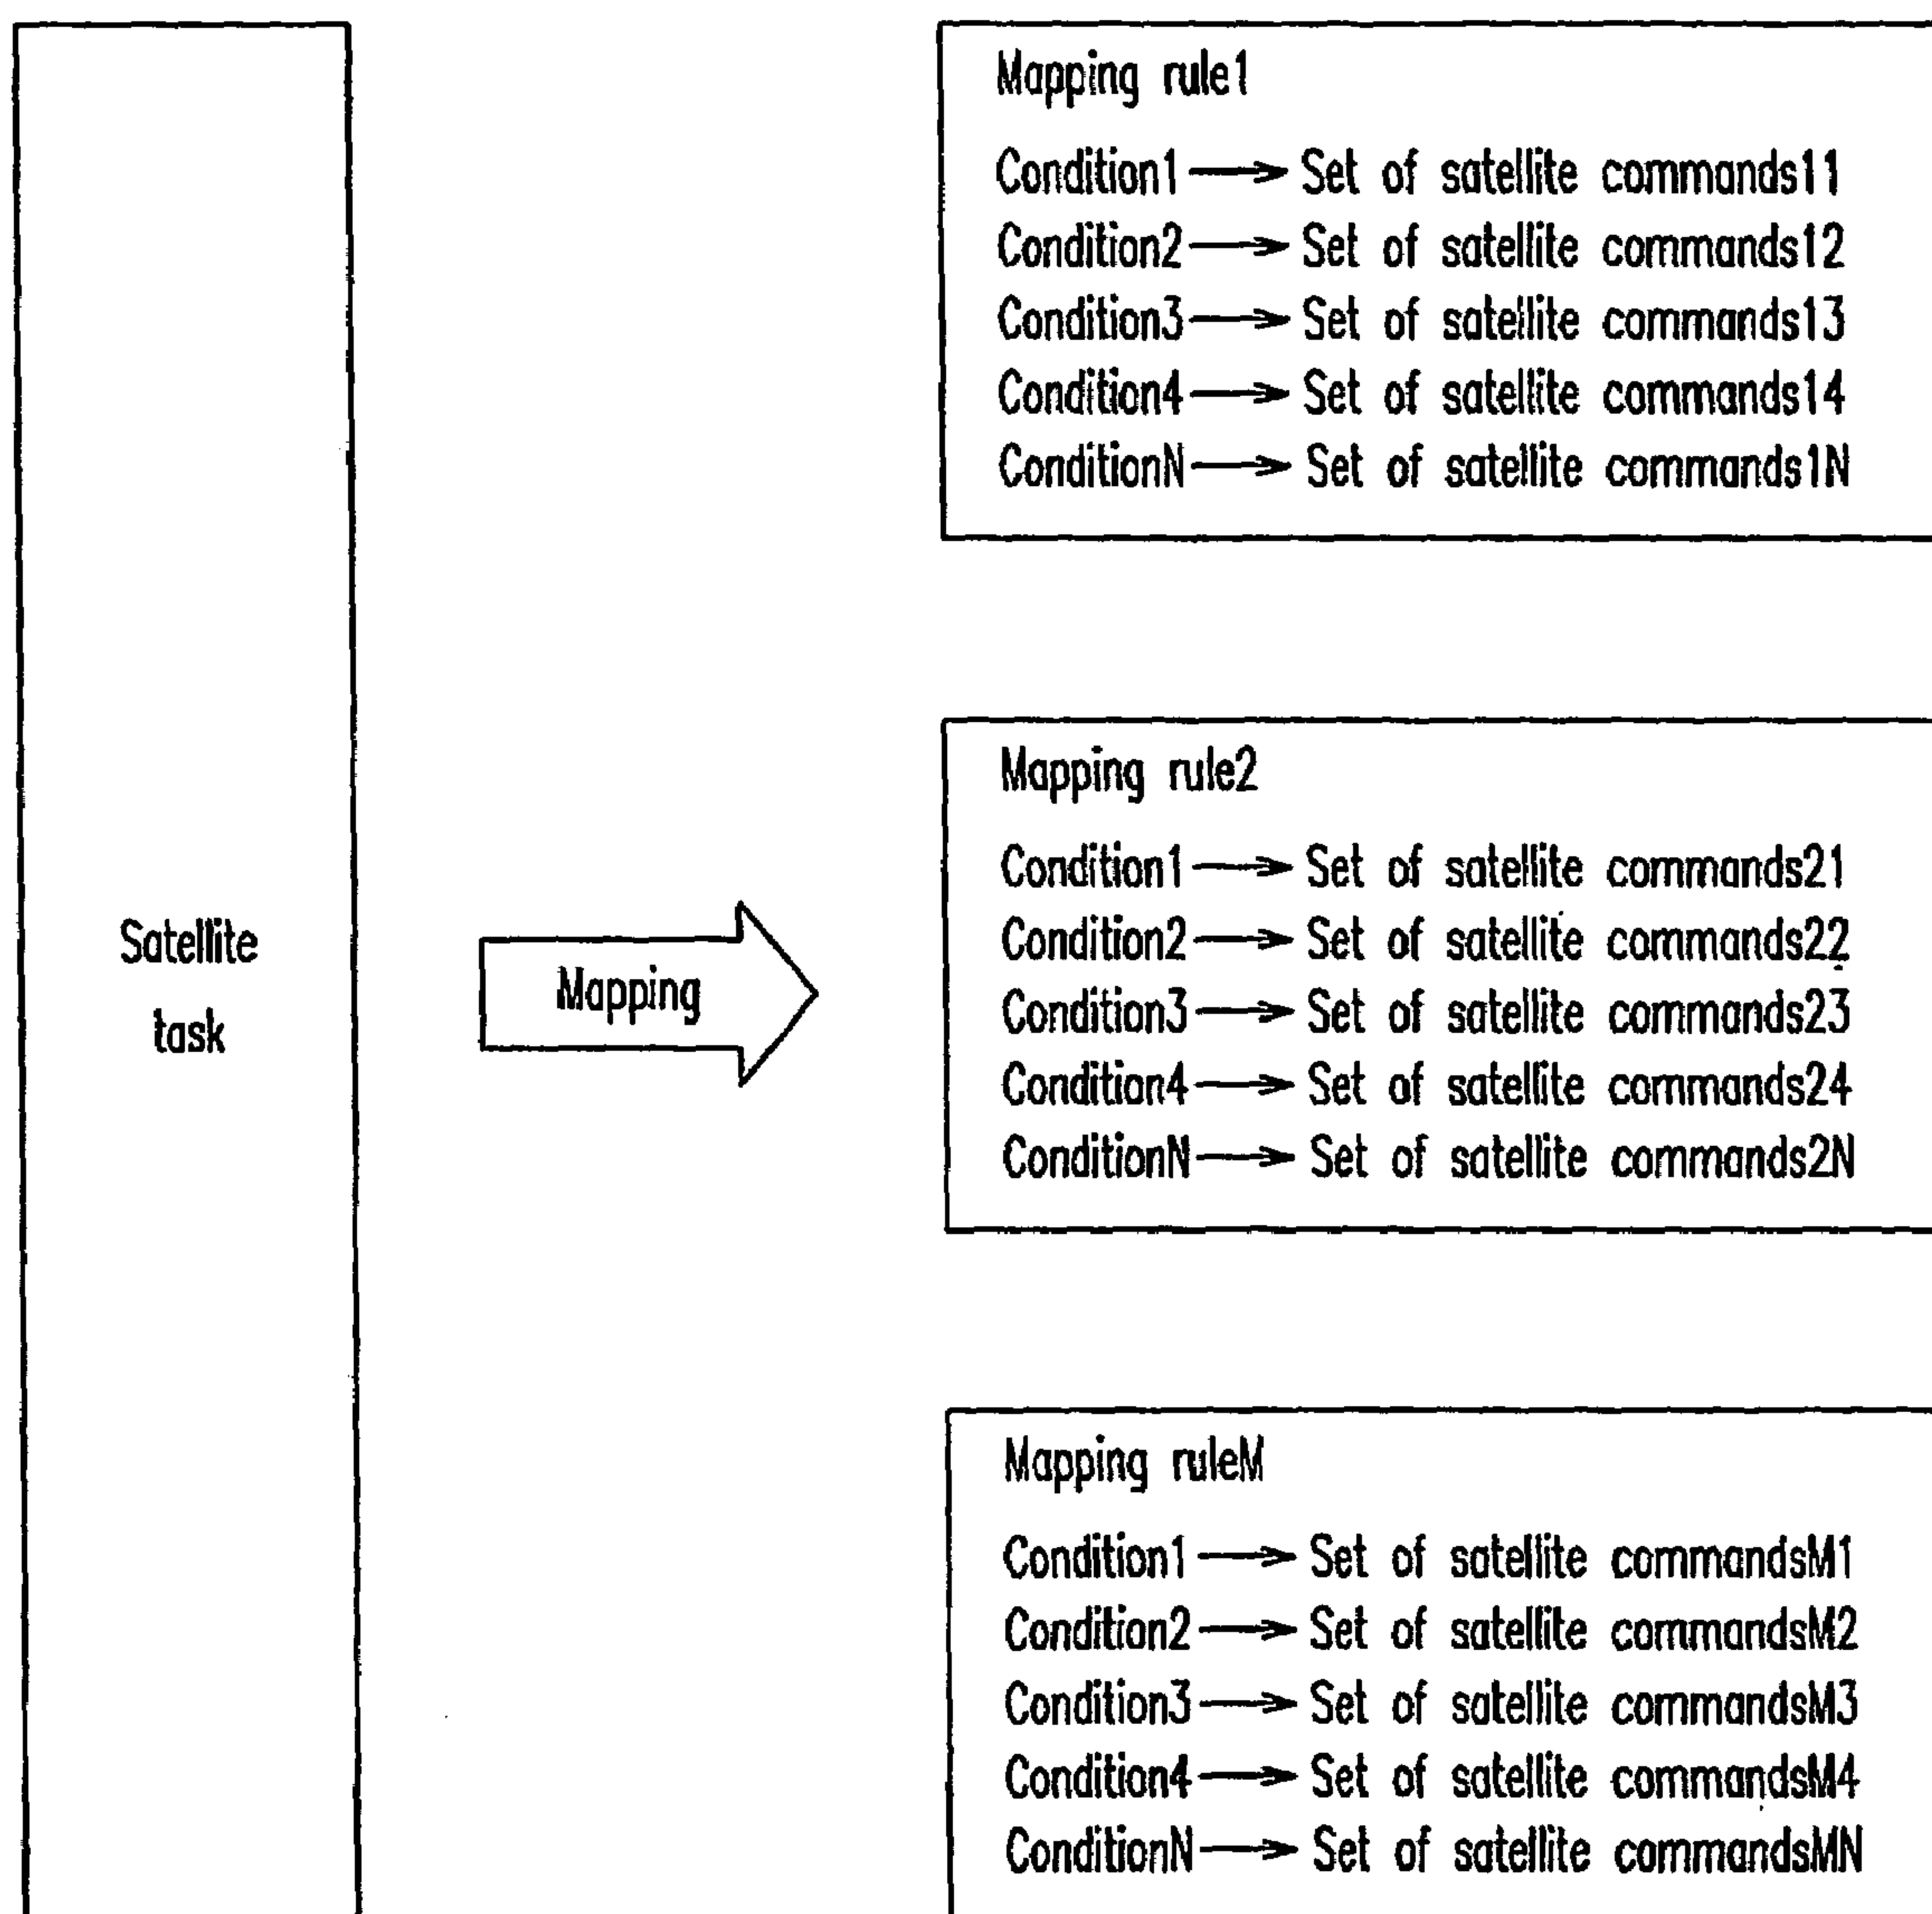 Satellite
task
Mapping
Mapping rule1
Condition1 → Set of satellite commands11
Condition2 → Set of satellite commands12
Condition3 → Set of satellite commands13
Condition4 → Set of satellite commands14
ConditionN → Set of satellite commands1N
Mapping rule2
Condition1 → Set of satellite commands21
Condition2 → Set of satellite commands22
Condition3 → Set of satellite commands23
Condition4 → Set of satellite commands24
ConditionN → Set of satellite commands2N
Mapping ruleM
Condition1 → Set of satellite commandsM1
Condition2 → Set of satellite commandsM2
Condition3 → Set of satellite commandsM3
Condition4 → Set of satellite commandsM4
ConditionN → Set of satellite commandsMN